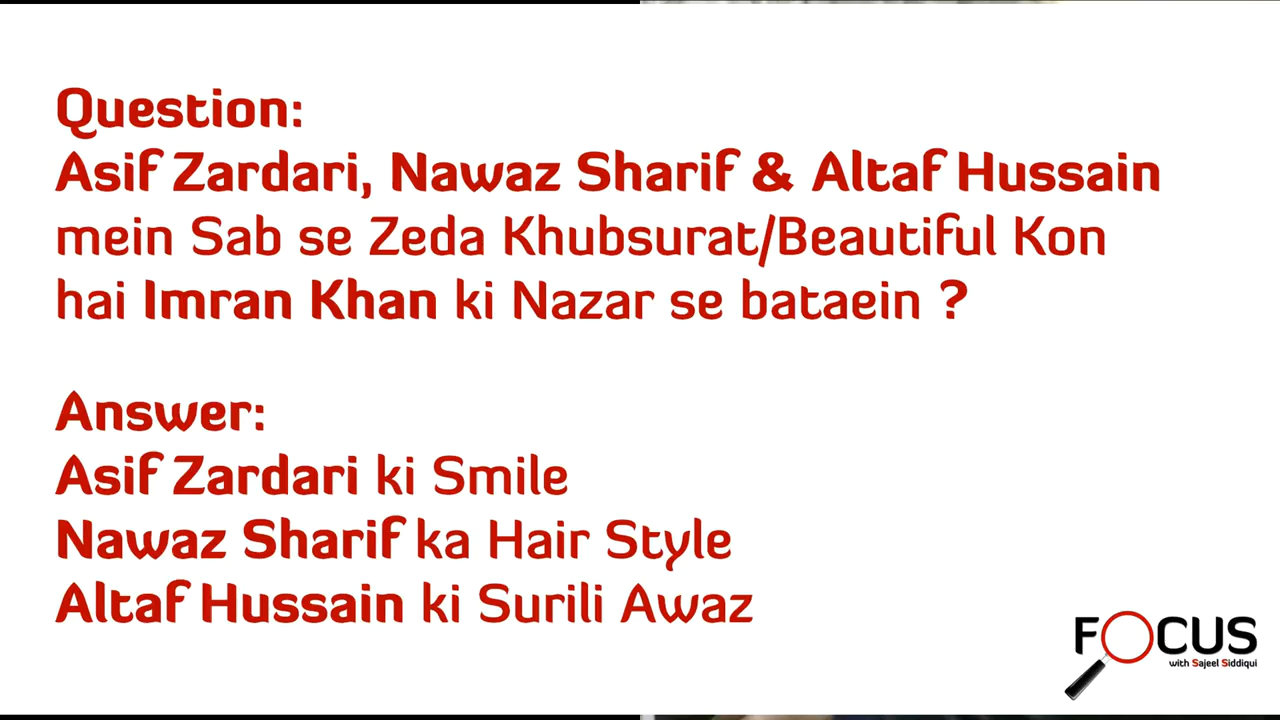 Question:
Asif Zardari, Nawaz Sharif & Altaf Hussain
mein Sab se Zeda Khubsurat/Beautiful Kon
hai Imran Khan ki Nazar se bataein ?
Answer:
Asif Zardari ki Smile
Nawaz Sharif ka Hair Style
Altaf Hussain ki Surili Awaz
FOCUS
with Sajeel Siddiqui